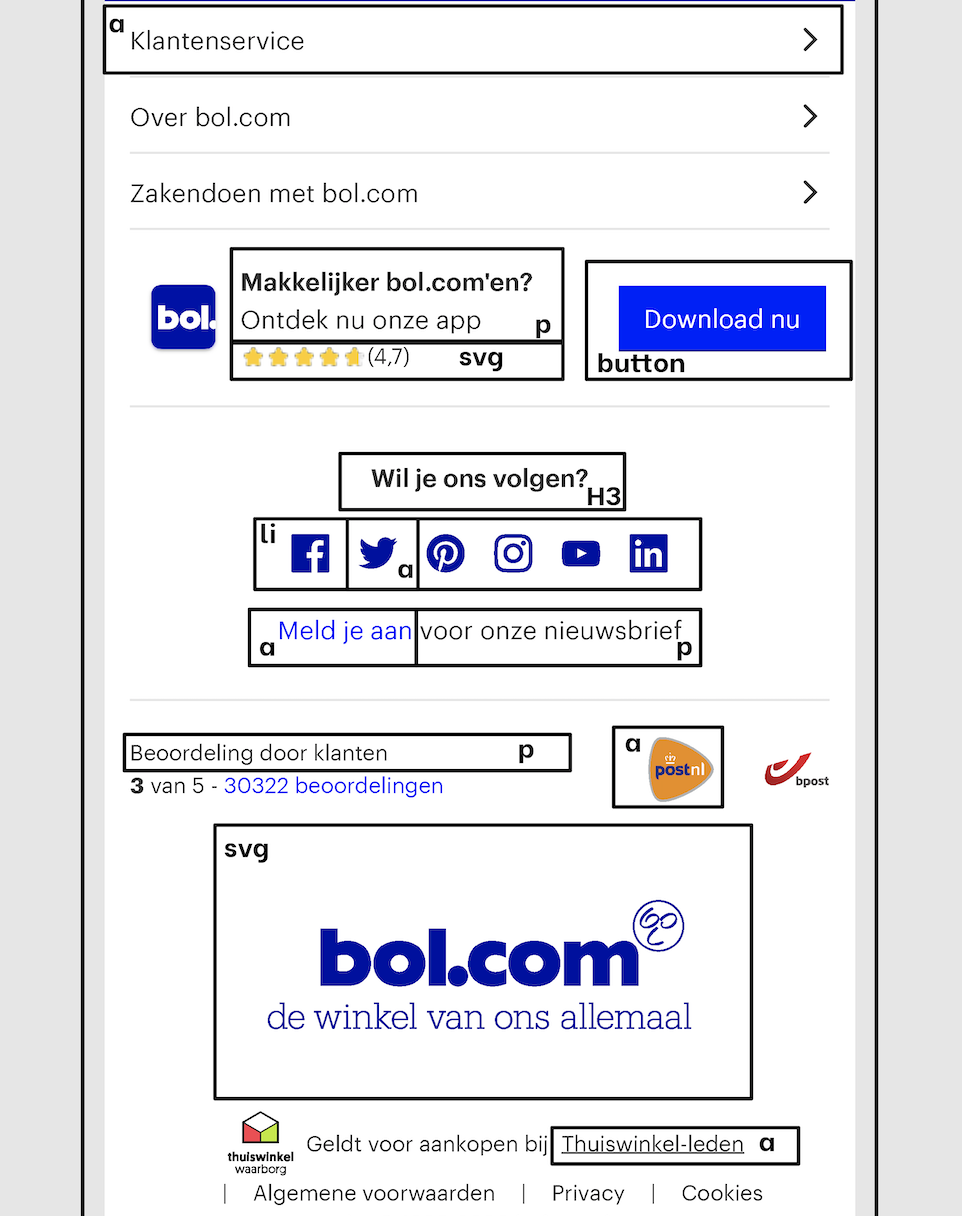 a
Klantenservice
Over bol.com
Zakendoen met bol.com
bol.
Makkelijker bol.com'en?
Ontdek nu onze app
p
(4,7)
svg
Download nu
button
Wil je ons volgen?
H3
li
a
Meld je aan voor onze nieuwsbrief
a
p
Beoordeling door klanten
p
3 van 5 - 30322 beoordelingen
a
postnl
bpost
svg
bol.com
de winkel van ons allemaal
thuiswinkel
waarborg
Geldt voor aankopen bij Thuiswinkel-leden
a
| Algemene voorwaarden | Privacy | Cookies